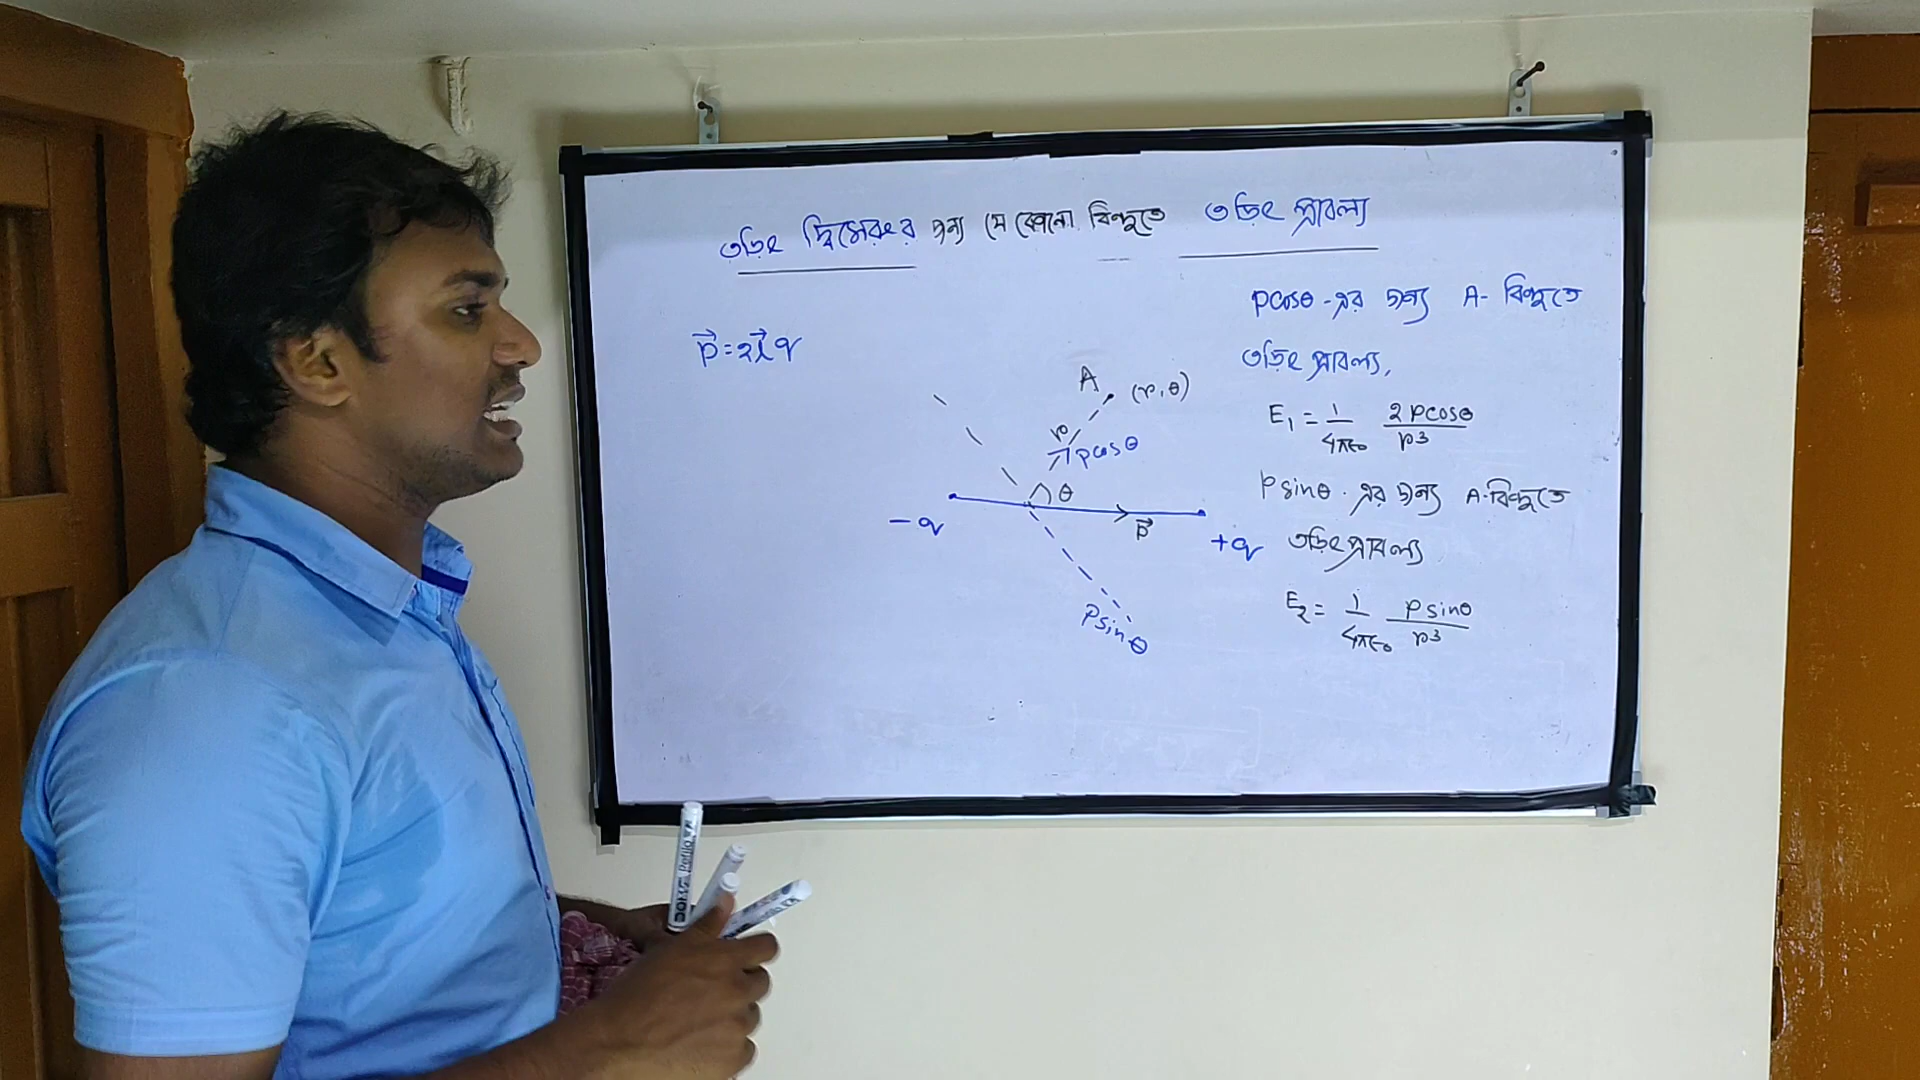 তড়িৎ দ্বিমেরুর জন্য যে কোনো বিন্দুতে তড়িৎ প্রাবল্য
p⃗ = 2l⃗q
A (r, θ)
r
pcosθ
θ
-q
p⃗
+q
Psinθ
pcosθ-এর জন্য A- বিন্দুতে
তড়িৎ প্রাবল্য,
E₁ = 1/4πϵ₀ 2pcosθ/r³
Psinθ-এর জন্য A-বিন্দুতে
তড়িৎ প্রাবল্য
E₂ = 1/4πϵ₀ Psinθ/r³
DOMS